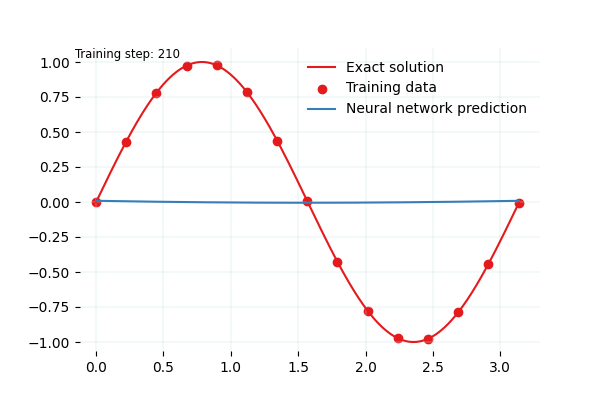 Training step: 210
Exact solution
Training data
Neural network prediction
1.00
0.75
0.50
0.25
0.00
−0.25
−0.50
−0.75
−1.00
0.0 0.5 1.0 1.5 2.0 2.5 3.0